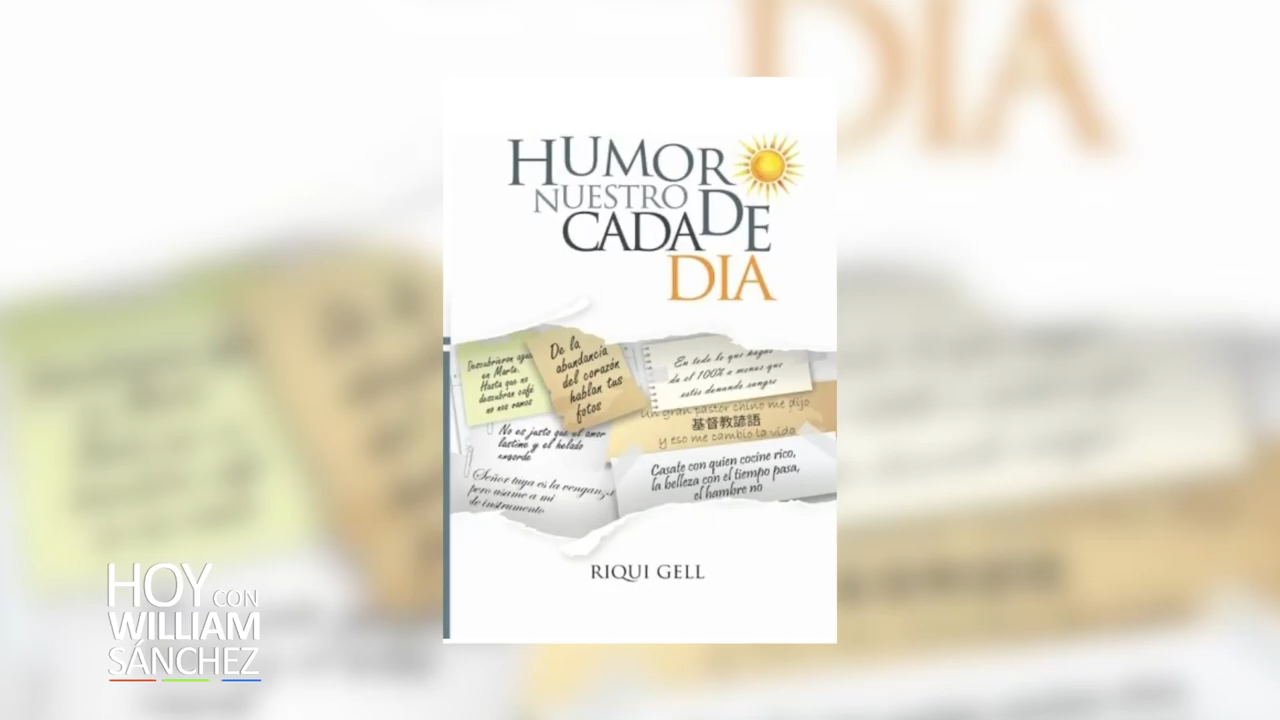 DIA
HUMOR
NUESTRO
CADA DE
DIA
Descubrieron agua
en Marte.
Hasta que no
descubran café
no nos vamos
De la
abundancia
del corazón
hablan tus
fotos
En todo lo que hagas
da el 100% a menos que
estés donando sangre
Un gran pastor chino me dijo
基督教諺語
y eso me cambio la vida
No es justo que el amor
lastime y el helado
engorde
Casate con quien cocine rico,
la belleza con el tiempo pasa,
el hambre no
Señor tuya es la venganza
pero usame a mi
de instrumento
RIQUI GELL
HOY CON
WILLIAM
SÁNCHEZ